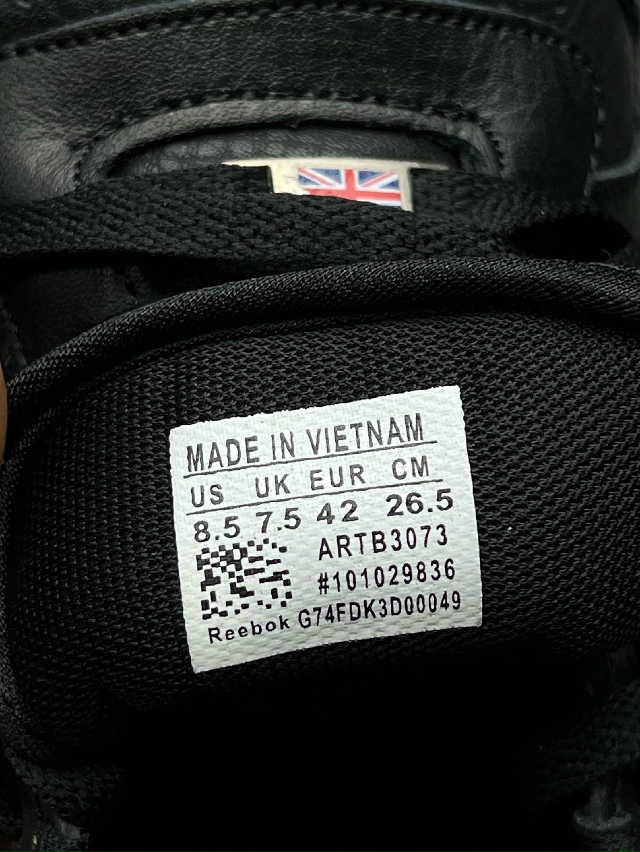 MADE IN VIETNAM
US UK EUR CM
8.5 7.5 42 26.5
ARTB3073
#101029836
Reebok G74FDK3D00049